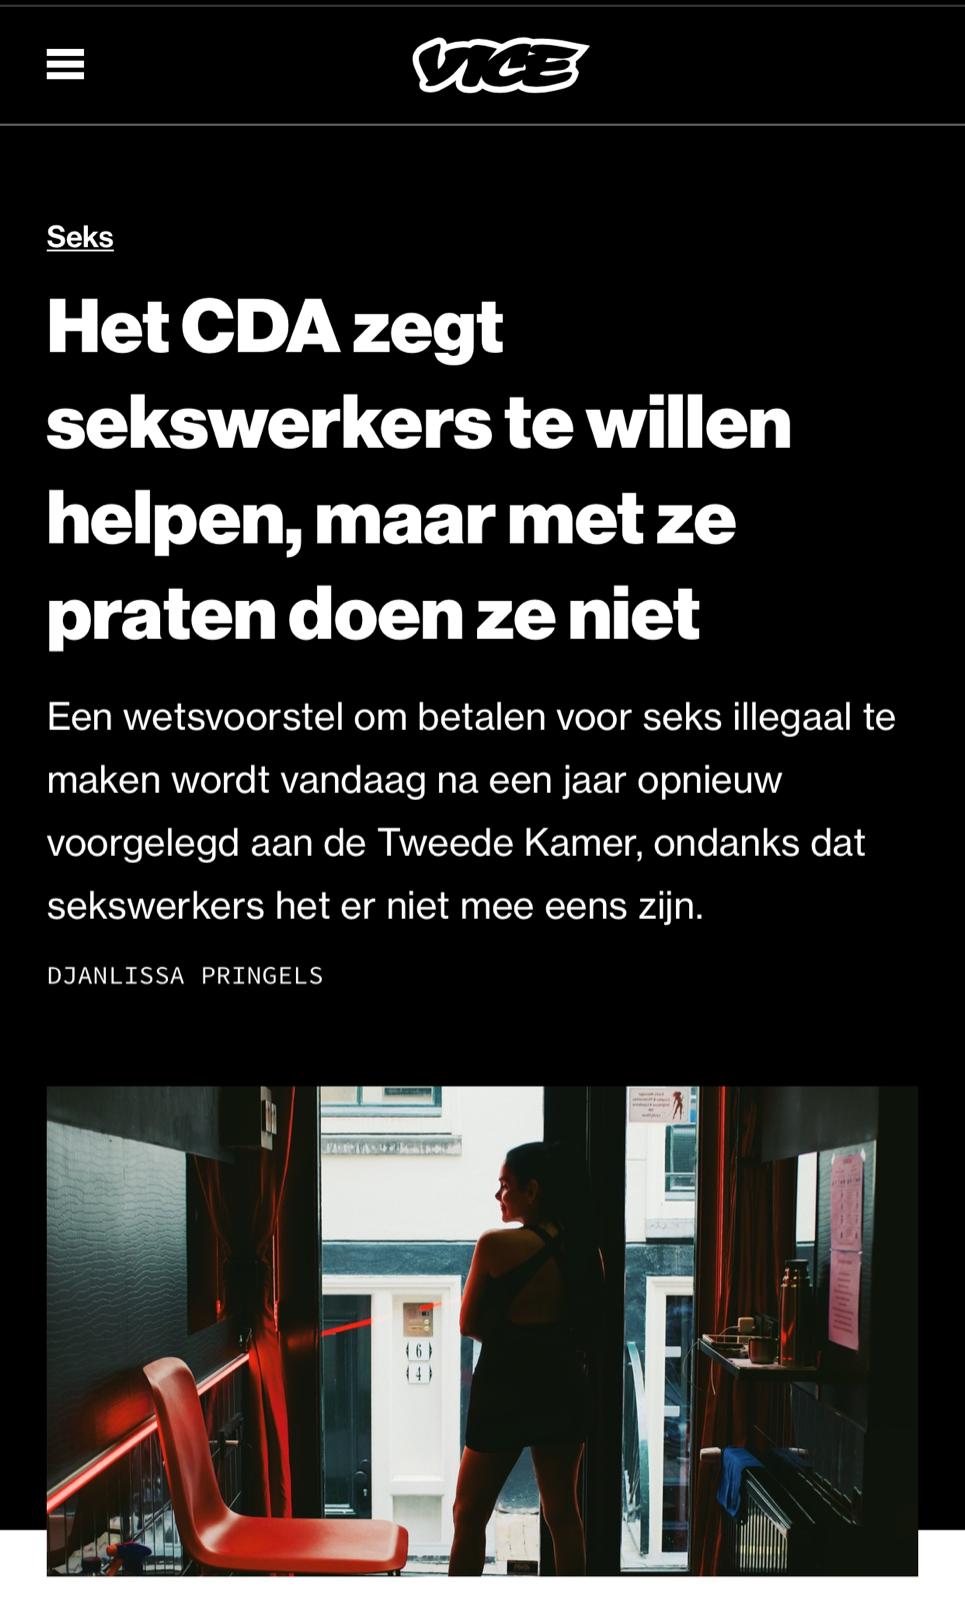 VICE
Seks
Het CDA zegt
sekswerkers te willen
helpen, maar met ze
praten doen ze niet
Een wetsvoorstel om betalen voor seks illegaal te
maken wordt vandaag na een jaar opnieuw
voorgelegd aan de Tweede Kamer, ondanks dat
sekswerkers het er niet mee eens zijn.
DJANLISSA PRINGELS
6
4